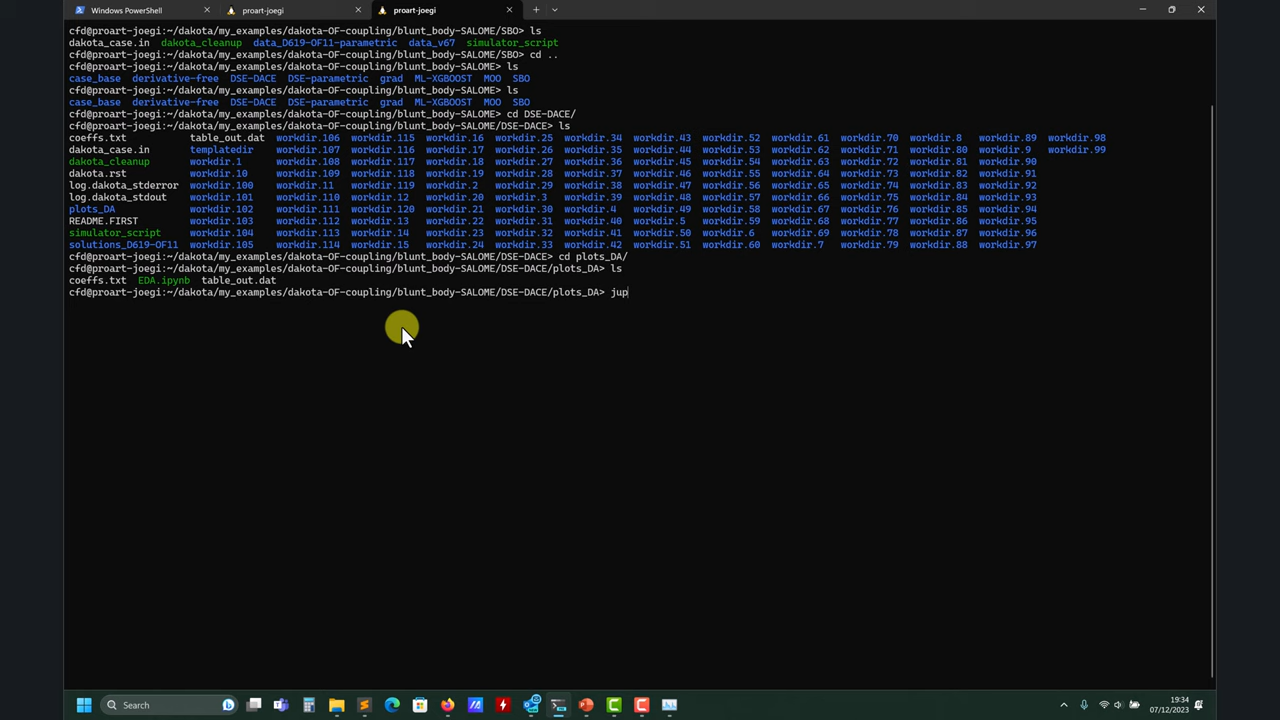 Windows PowerShell
proart-joegi
proart-joegi
cfd@proart-joegi:~/dakota/my_examples/dakota-OF-coupling/blunt_body-SALOME/SBO> ls
dakota_case.in dakota_cleanup data_D619-OF11-parametric data_v67 simulator_script
cfd@proart-joegi:~/dakota/my_examples/dakota-OF-coupling/blunt_body-SALOME/SBO> cd ..
cfd@proart-joegi:~/dakota/my_examples/dakota-OF-coupling/blunt_body-SALOME> ls
case_base derivative-free DSE-DACE DSE-parametric grad ML-XGBOOST MOO SBO
cfd@proart-joegi:~/dakota/my_examples/dakota-OF-coupling/blunt_body-SALOME> ls
case_base derivative-free DSE-DACE DSE-parametric grad ML-XGBOOST MOO SBO
cfd@proart-joegi:~/dakota/my_examples/dakota-OF-coupling/blunt_body-SALOME> cd DSE-DACE/
cfd@proart-joegi:~/dakota/my_examples/dakota-OF-coupling/blunt_body-SALOME/DSE-DACE> ls
coeffs.txt table_out.dat workdir.106 workdir.115 workdir.16 workdir.25 workdir.34 workdir.43 workdir.52 workdir.61 workdir.70 workdir.8 workdir.89 workdir.98
dakota_case.in templatedir workdir.107 workdir.116 workdir.17 workdir.26 workdir.35 workdir.44 workdir.53 workdir.62 workdir.71 workdir.80 workdir.9 workdir.99
dakota_cleanup workdir.1 workdir.108 workdir.117 workdir.18 workdir.27 workdir.36 workdir.45 workdir.54 workdir.63 workdir.72 workdir.81 workdir.90
dakota.rst workdir.10 workdir.109 workdir.118 workdir.19 workdir.28 workdir.37 workdir.46 workdir.55 workdir.64 workdir.73 workdir.82 workdir.91
log.dakota_stderror workdir.100 workdir.11 workdir.119 workdir.2 workdir.29 workdir.38 workdir.47 workdir.56 workdir.65 workdir.74 workdir.83 workdir.92
log.dakota_stdout workdir.101 workdir.110 workdir.12 workdir.20 workdir.3 workdir.39 workdir.48 workdir.57 workdir.66 workdir.75 workdir.84 workdir.93
plots_DA workdir.102 workdir.111 workdir.120 workdir.21 workdir.30 workdir.4 workdir.49 workdir.58 workdir.67 workdir.76 workdir.85 workdir.94
README.FIRST workdir.103 workdir.112 workdir.13 workdir.22 workdir.31 workdir.40 workdir.5 workdir.59 workdir.68 workdir.77 workdir.86 workdir.95
simulator_script workdir.104 workdir.113 workdir.14 workdir.23 workdir.32 workdir.41 workdir.50 workdir.6 workdir.69 workdir.78 workdir.87 workdir.96
solutions_D619-OF11 workdir.105 workdir.114 workdir.15 workdir.24 workdir.33 workdir.42 workdir.51 workdir.60 workdir.7 workdir.79 workdir.88 workdir.97
cfd@proart-joegi:~/dakota/my_examples/dakota-OF-coupling/blunt_body-SALOME/DSE-DACE> cd plots_DA/
cfd@proart-joegi:~/dakota/my_examples/dakota-OF-coupling/blunt_body-SALOME/DSE-DACE/plots_DA> ls
coeffs.txt EDA.ipynb table_out.dat
cfd@proart-joegi:~/dakota/my_examples/dakota-OF-coupling/blunt_body-SALOME/DSE-DACE/plots_DA> jup
Search
19:34
07/12/2023